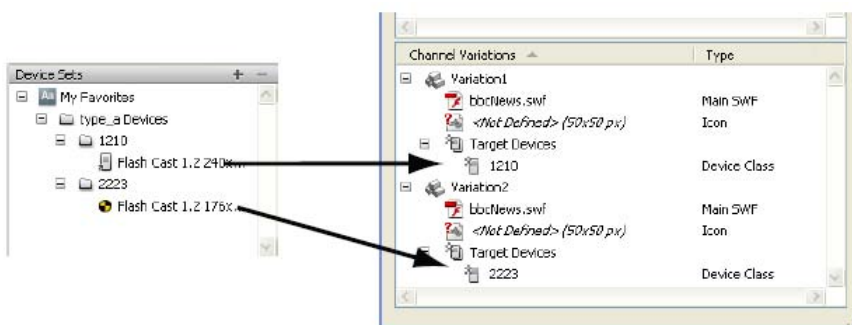 Device Sets
Aa My Favorites
type_a Devices
1210
Flash Cast 1.2 240x...
2223
Flash Cast 1.2 176x...
Channel Variations Type
Variation1
bbcNews.swf Main SWF
<Not Defined> (50x50 px) Icon
Target Devices
1210 Device Class
Variation2
bbcNews.swf Main SWF
<Not Defined> (50x50 px) Icon
Target Devices
2223 Device Class